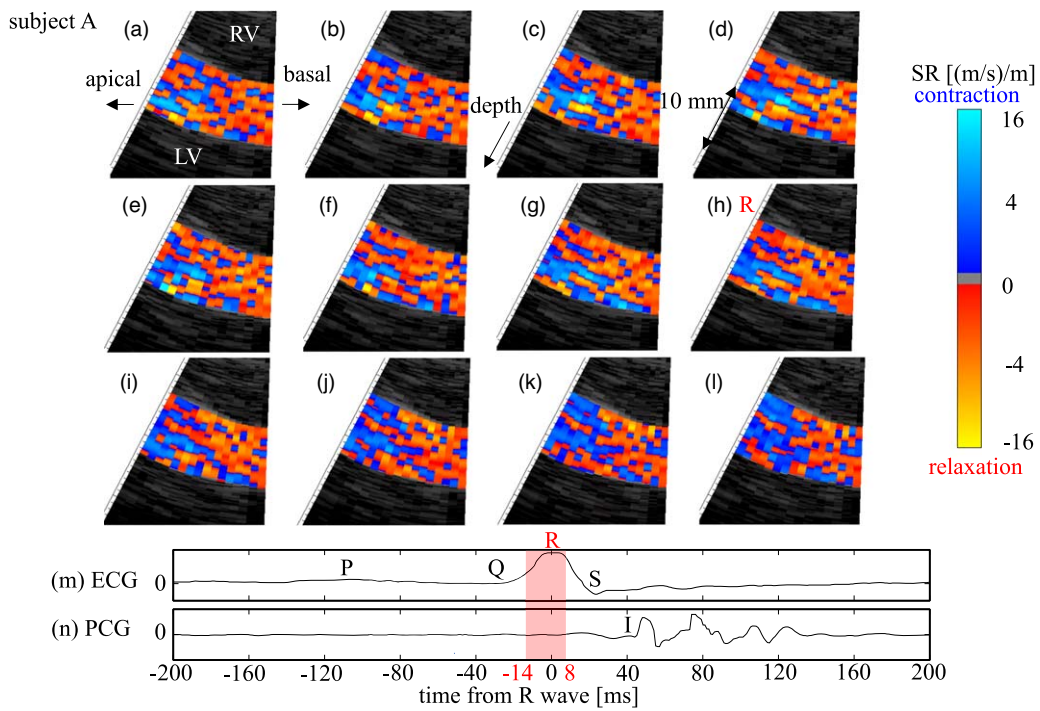 subject A
(a)
RV
(b)
(c)
(d)
apical
basal
depth
10 mm
LV
SR [(m/s)/m]
contraction
16
4
0
-4
-16
relaxation
(e)
(f)
(g)
(h) R
(i)
(j)
(k)
(l)
R
(m) ECG 0
P
Q
S
(n) PCG 0
I
-200 -160 -120 -80 -40 -14 0 8 40 80 120 160 200
time from R wave [ms]